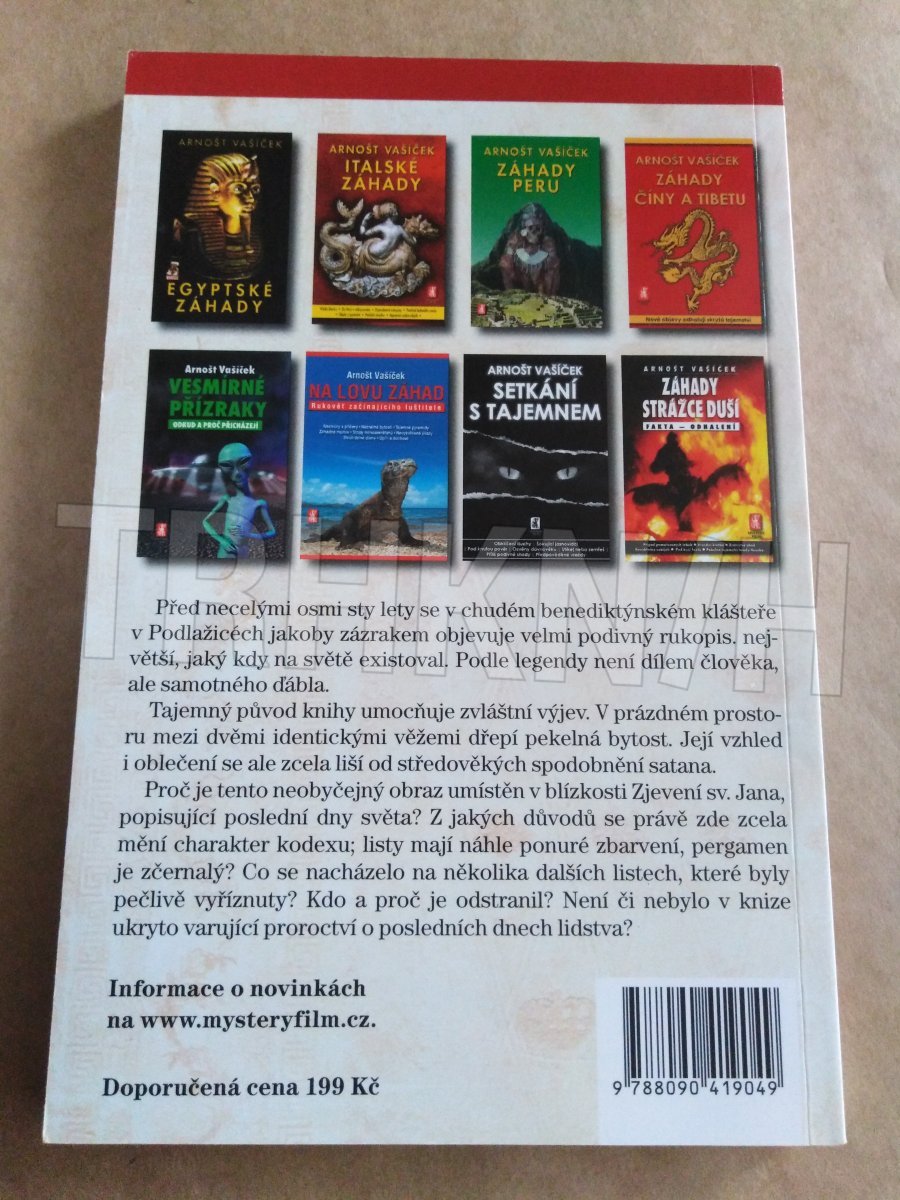 ARNOŠT VAŠÍČEK
EGYPTSKÉ
ZÁHADY
ARNOŠT VAŠÍČEK
ITALSKÉ
ZÁHADY
ARNOŠT VAŠÍČEK
ZÁHADY
PERU
ARNOŠT VAŠÍČEK
ZÁHADY
ČÍNY A TIBETU
Nové objevy odhalují skrytá tajemství
Arnošt Vašíček
VESMÍRNÉ
PŘÍZRAKY
ODKUD A PROČ PŘICHÁZEJÍ
Arnošt Vašíček
NA LOVU ZÁHAD
Rukověť začínajícího luštitele
ARNOŠT VAŠÍČEK
SETKÁNÍ
S TAJEMNEM
ARNOŠT VAŠÍČEK
ZÁHADY
STRÁŽCE DUŠÍ
FAKTA – ODHALENÍ
TRHKNIH
Před necelými osmi sty lety se v chudém benediktýnském klášteře
v Podlažicéch jakoby zázrakem objevuje velmi podivný rukopis. nej-
větší, jaký kdy na světě existoval. Podle legendy není dílem člověka,
ale samotného ďábla.
Tajemný původ knihy umocňuje zvláštní výjev. V prázdném prosto-
ru mezi dvěmi identickými věžemi dřepí pekelná bytost. Její vzhled
i oblečení se ale zcela liší od středověkých spodobnění satana.
Proč je tento neobyčejný obraz umístěn v blízkosti Zjevení sv. Jana,
popisující poslední dny světa? Z jakých důvodů se právě zde zcela
mění charakter kodexu; listy mají náhle ponuré zbarvení, pergamen
je zčernalý? Co se nacházelo na několika dalších listech, které byly
pečlivě vyříznuty? Kdo a proč je odstranil? Není či nebylo v knize
ukryto varující proroctví o posledních dnech lidstva?
Informace o novinkách
na www.mysteryfilm.cz.
Doporučená cena 199 Kč
9 788090 419049